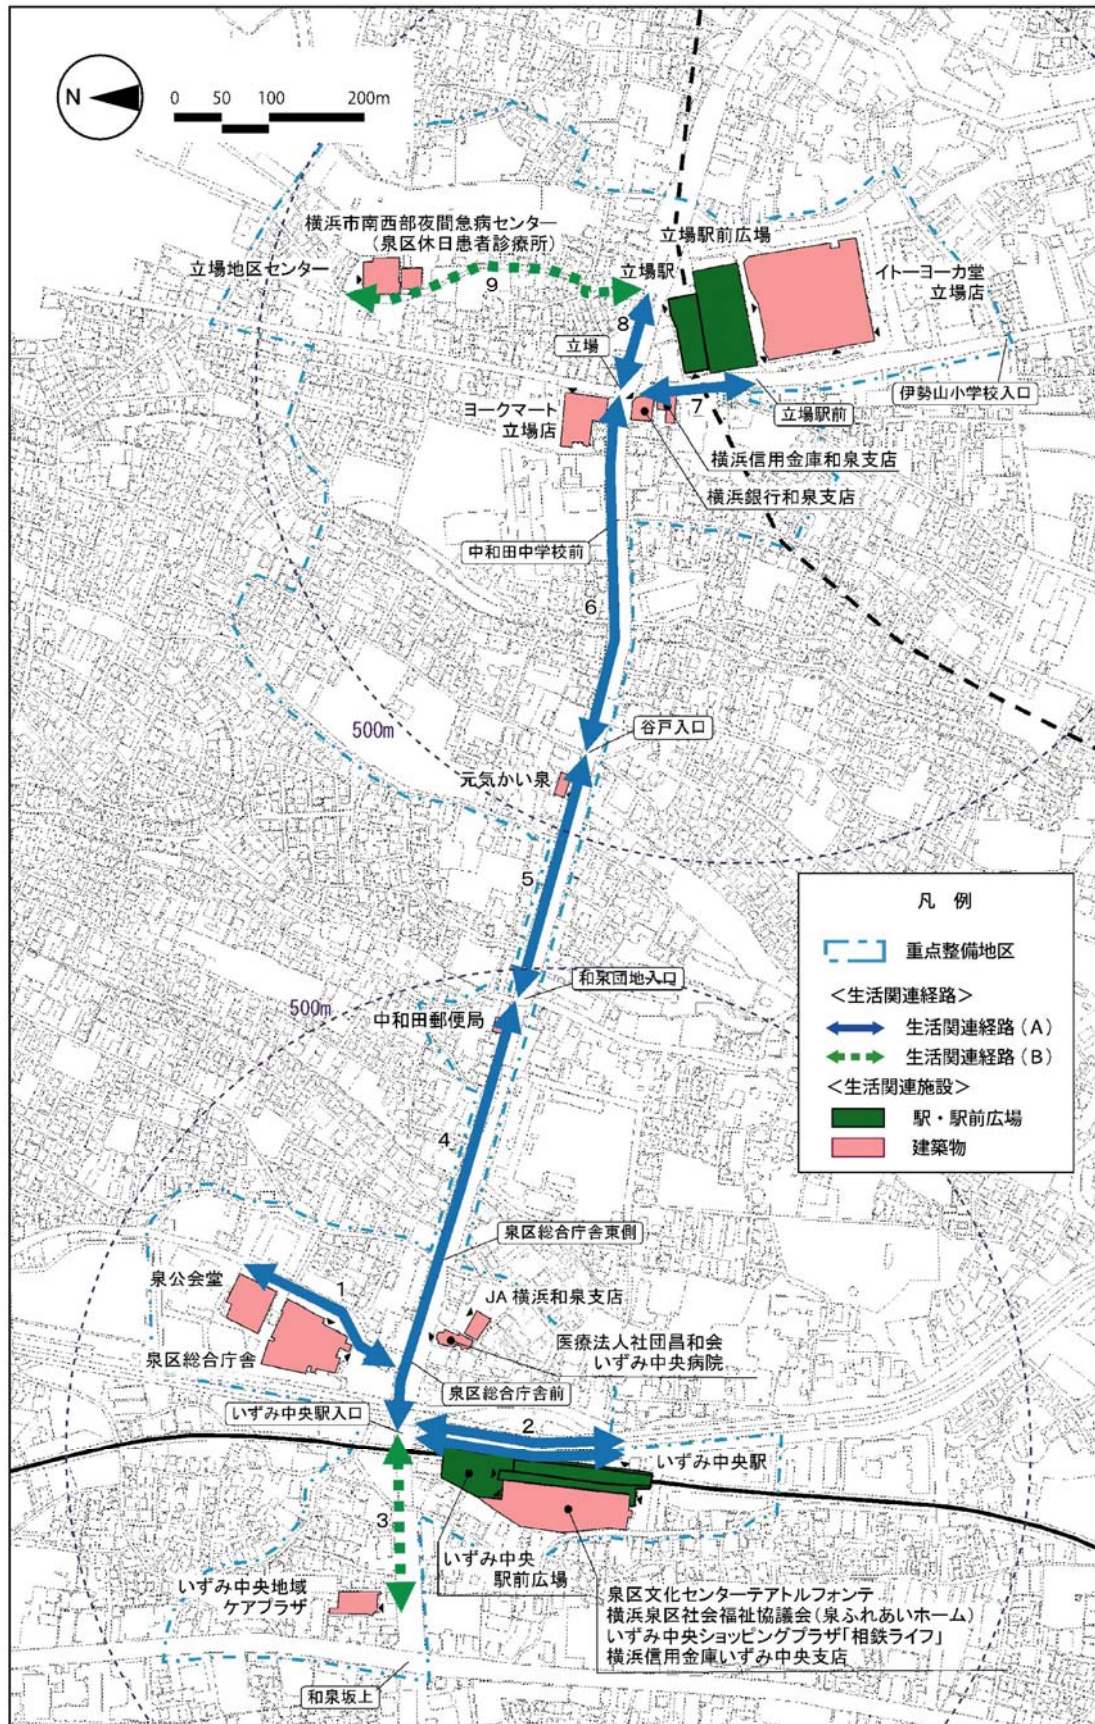 N
0 50 100 200m
横浜市南西部夜間急病センター
（泉区休日患者診療所）
立場地区センター
9
立場駅前広場
立場駅
イトーヨーカ堂
立場店
8
立場
伊勢山小学校入口
7
立場駅前
ヨークマート
立場店
横浜信用金庫和泉支店
横浜銀行和泉支店
中和田中学校前
6
谷戸入口
500m
元気かい泉
5
凡 例
重点整備地区
＜生活関連経路＞
生活関連経路（A）
生活関連経路（B）
＜生活関連施設＞
駅・駅前広場
建築物
和泉団地入口
500m
中和田郵便局
4
泉区総合庁舎東側
泉公会堂
1
JA 横浜和泉支店
泉区総合庁舎
医療法人社団昌和会
いずみ中央病院
泉区総合庁舎前
いずみ中央駅入口
2
いずみ中央駅
3
いずみ中央
駅前広場
いずみ中央地域
ケアプラザ
泉区文化センターテアトルフォンテ
横浜泉区社会福祉協議会（泉ふれあいホーム）
いずみ中央ショッピングプラザ「相鉄ライフ」
横浜信用金庫いずみ中央支店
和泉坂上